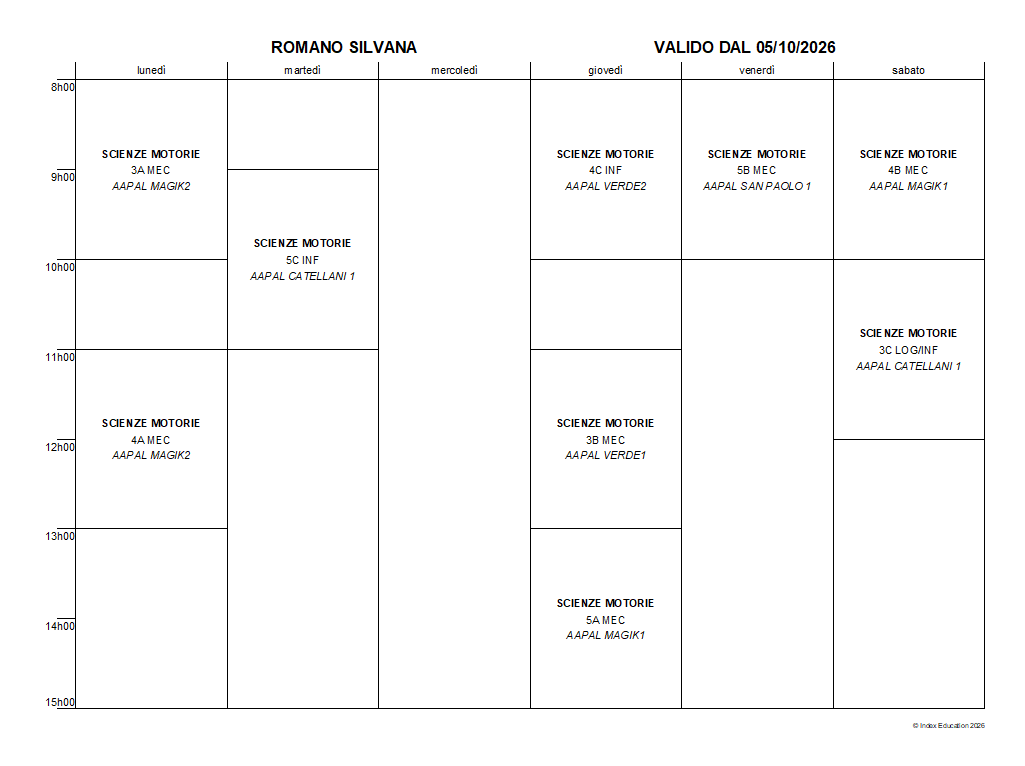 ROMANO SILVANA VALIDO DAL 05/10/2026
lunedì martedì mercoledì giovedì venerdì sabato
8h00
SCIENZE MOTORIE
3A MEC
AAPAL MAGIK2
SCIENZE MOTORIE
4C INF
AAPAL VERDE2
SCIENZE MOTORIE
5B MEC
AAPAL SAN PAOLO 1
SCIENZE MOTORIE
4B MEC
AAPAL MAGIK1
9h00
SCIENZE MOTORIE
5C INF
AAPAL CATELLANI 1
10h00
SCIENZE MOTORIE
3C LOG/INF
AAPAL CATELLANI 1
11h00
SCIENZE MOTORIE
4A MEC
AAPAL MAGIK2
SCIENZE MOTORIE
3B MEC
AAPAL VERDE1
12h00
13h00
SCIENZE MOTORIE
5A MEC
AAPAL MAGIK1
14h00
15h00
© Index Education 2026